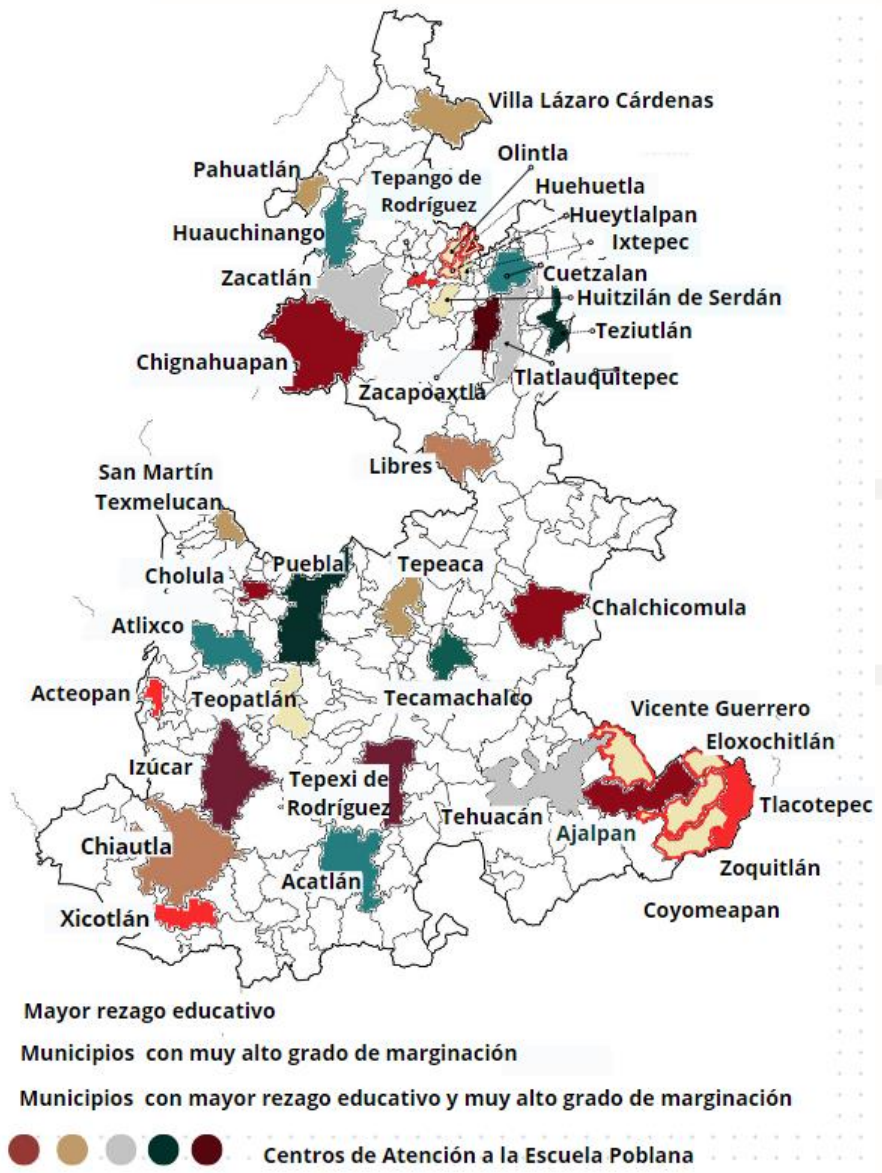 Villa Lázaro Cárdenas
Olintla
Pahuatlán
Tepango de
Rodríguez
Huehuetla
Hueytlalpan
Huauchinango
Ixtepec
Zacatlán
Cuetzalan
Huitzilán de Serdán
Teziutlán
Chignahuapan
Tlatlauquitepec
Zacapoaxtla
Libres
San Martín
Texmelucan
Puebla
Tepeaca
Cholula
Chalchicomula
Atlixco
Acteopan
Teopatlán
Tecamachalco
Vicente Guerrero
Eloxochitlán
Izúcar
Tepexi de
Rodríguez
Tlacotepec
Tehuacán
Ajalpan
Chiautla
Zoquitlán
Acatlán
Coyomeapan
Xicotlán
Mayor rezago educativo
Municipios con muy alto grado de marginación
Municipios con mayor rezago educativo y muy alto grado de marginación
Centros de Atención a la Escuela Poblana